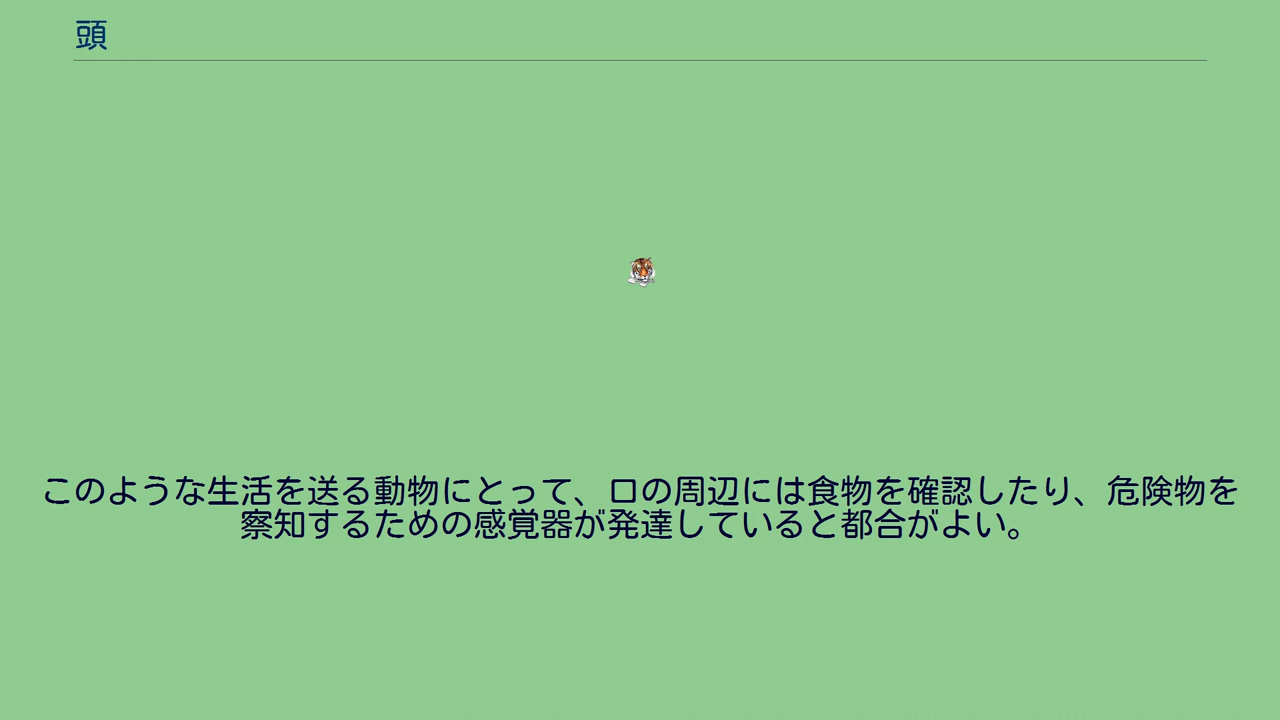 頭
このような生活を送る動物にとって、口の周辺には食物を確認したり、危険物を
察知するための感覚器が発達していると都合がよい。